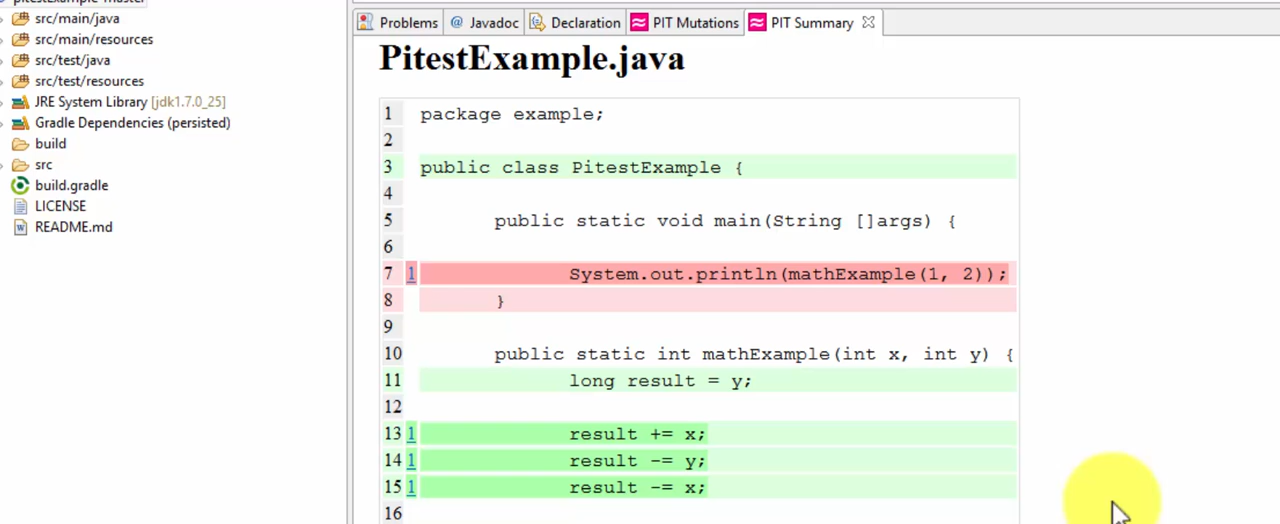 pitestExample-master
src/main/java
src/main/resources
src/test/java
src/test/resources
JRE System Library [jdk1.7.0_25]
Gradle Dependencies (persisted)
build
src
build.gradle
LICENSE
README.md
Problems @ Javadoc Declaration PIT Mutations PIT Summary
PitestExample.java
1 package example;
2
3 public class PitestExample {
4
5 public static void main(String []args) {
6
7 1 System.out.println(mathExample(1, 2));
8 }
9
10 public static int mathExample(int x, int y) {
11 long result = y;
12
13 1 result += x;
14 1 result -= y;
15 1 result -= x;
16